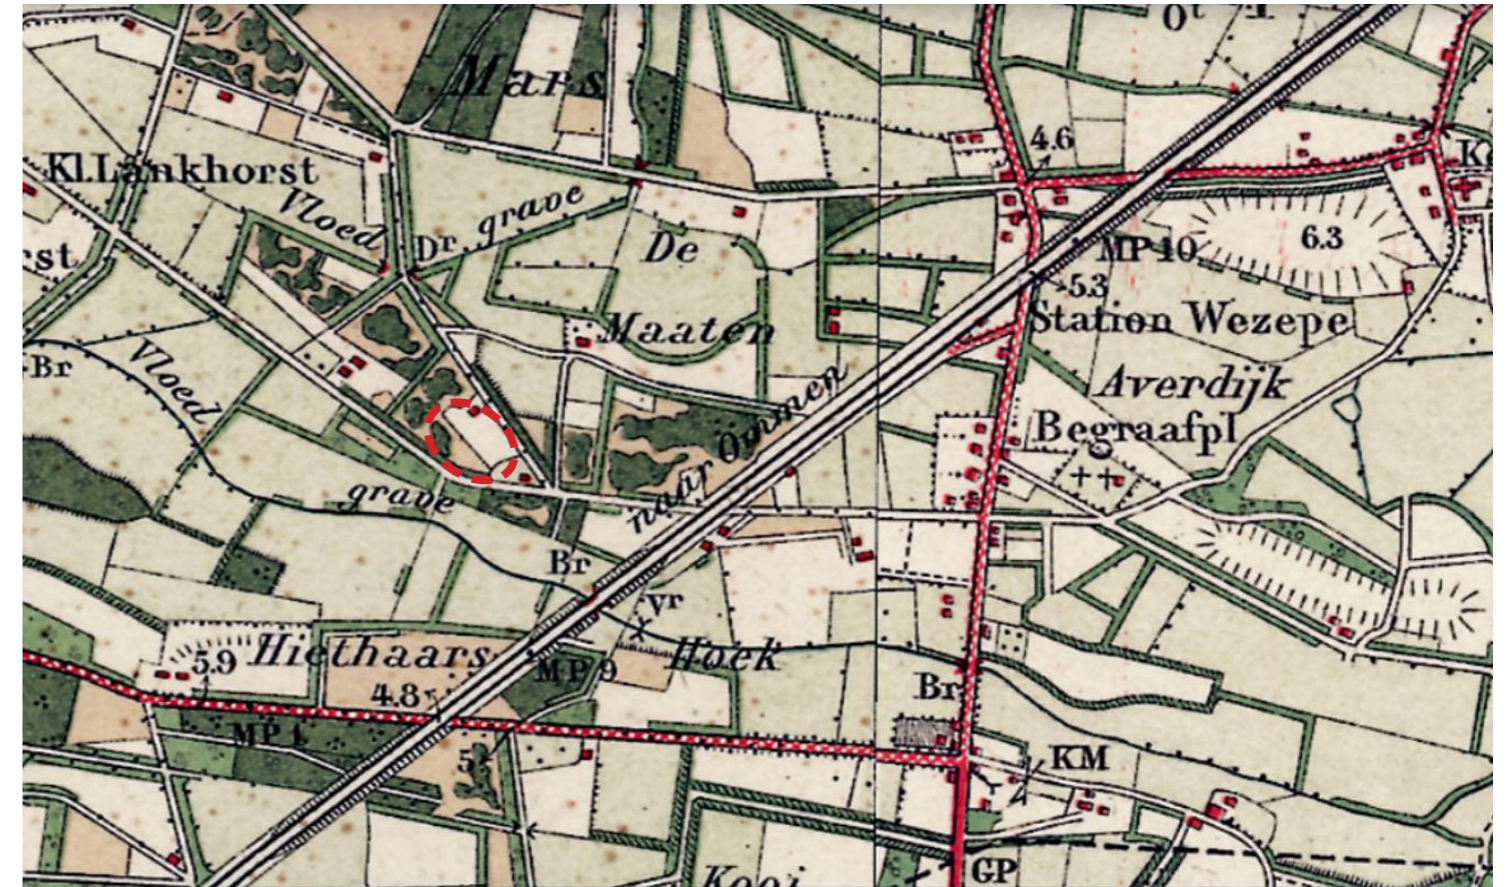 Mars
4.6
Kl.Lankhorst
Vloed
Dr.
grave
De
MP 10
6.3
5.3
Station Wezepe
Maaten
Br
Vloed
naar Ommen
Averdijk
Begraafpl
grave
Br
vr
Hiethaars
Hoek
5.9
MP 9
4.8
Br
MP 1
5
KM
Kooi
GP